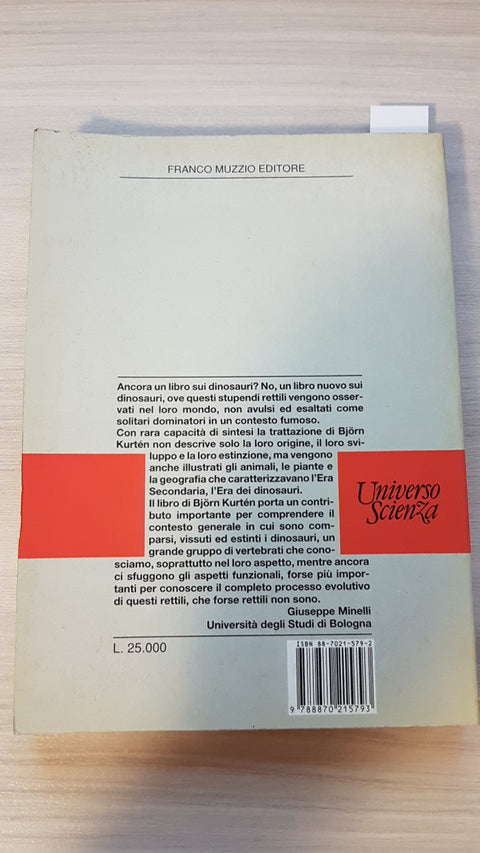 FRANCO MUZZIO EDITORE
Ancora un libro sui dinosauri? No, un libro nuovo sui
dinosauri, ove questi stupendi rettili vengono osser-
vati nel loro mondo, non avulsi ed esaltati come
solitari dominatori in un contesto fumoso.
Con rara capacità di sintesi la trattazione di Björn
Kurtén non descrive solo la loro origine, il loro svi-
luppo e la loro estinzione, ma vengono
anche illustrati gli animali, le piante e
la geografia che caratterizzavano l'Era
Secondaria, l'Era dei dinosauri.
Il libro di Björn Kurtén porta un contri-
buto importante per comprendere il
contesto generale in cui sono com-
parsi, vissuti ed estinti i dinosauri, un
grande gruppo di vertebrati che cono-
sciamo, soprattutto nel loro aspetto, mentre ancora
ci sfuggono gli aspetti funzionali, forse più impor-
tanti per conoscere il completo processo evolutivo
di questi rettili, che forse rettili non sono.
Giuseppe Minelli
Università degli Studi di Bologna
Universo
Scienza
L. 25.000
ISBN 88-7021-579-2
9 788870 215793